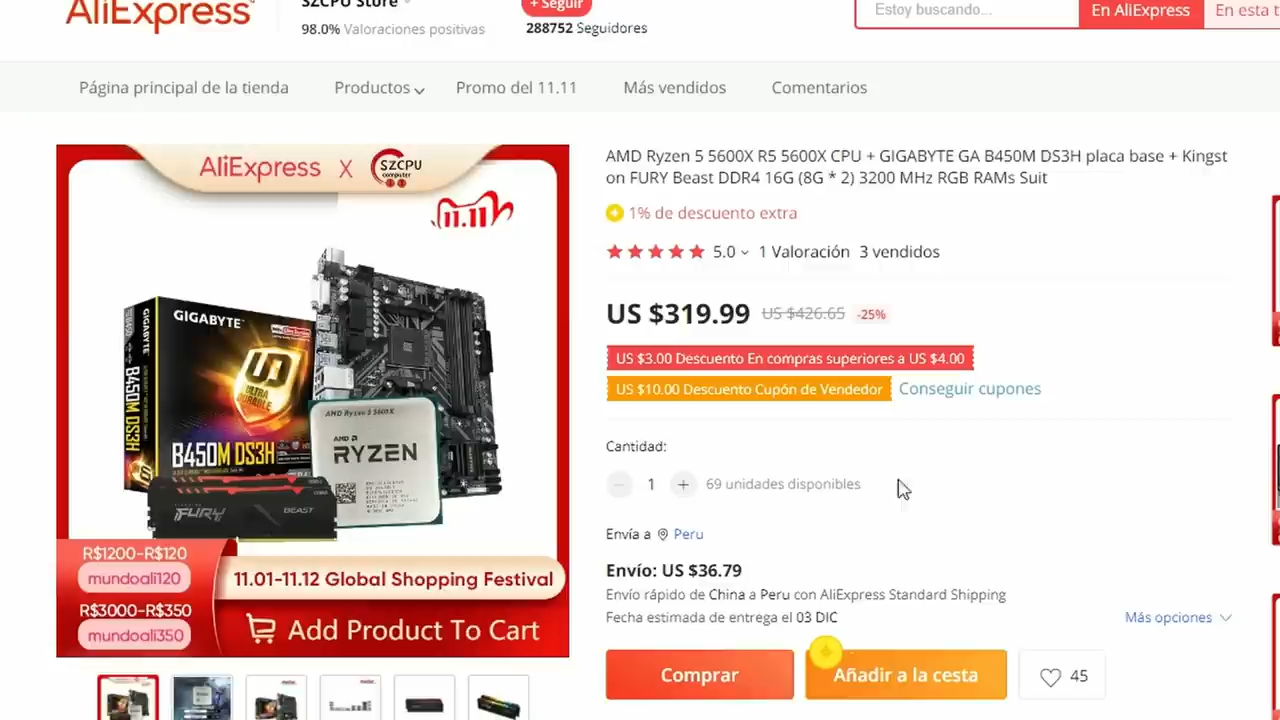 AliExpress
SZCPU Store
98.0% Valoraciones positivas
+ Seguir
288752 Seguidores
Estoy buscando...
En AliExpress
En esta t
Página principal de la tienda
Productos
Promo del 11.11
Más vendidos
Comentarios
AliExpress X SZCPU
computer
11.11
GIGABYTE
GIGABYTE
ULTRA
DURABLE
B450M DS3H
B450M DS3H
AMD Ryzen 5 5600X
AMD
RYZEN
FURY
BEAST
R$1200-R$120
mundoali120
R$3000-R$350
mundoali350
11.01-11.12 Global Shopping Festival
Add Product To Cart
AMD Ryzen 5 5600X R5 5600X CPU + GIGABYTE GA B450M DS3H placa base + Kingst
on FURY Beast DDR4 16G (8G * 2) 3200 MHz RGB RAMs Suit
1% de descuento extra
5.0 1 Valoración 3 vendidos
US $319.99 US $426.65 -25%
US $3.00 Descuento En compras superiores a US $4.00
US $10.00 Descuento Cupón de Vendedor Conseguir cupones
Cantidad:
1 + 69 unidades disponibles
Envía a Peru
Envío: US $36.79
Envío rápido de China a Peru con AliExpress Standard Shipping
Fecha estimada de entrega el 03 DIC
Más opciones
Comprar
Añadir a la cesta
45